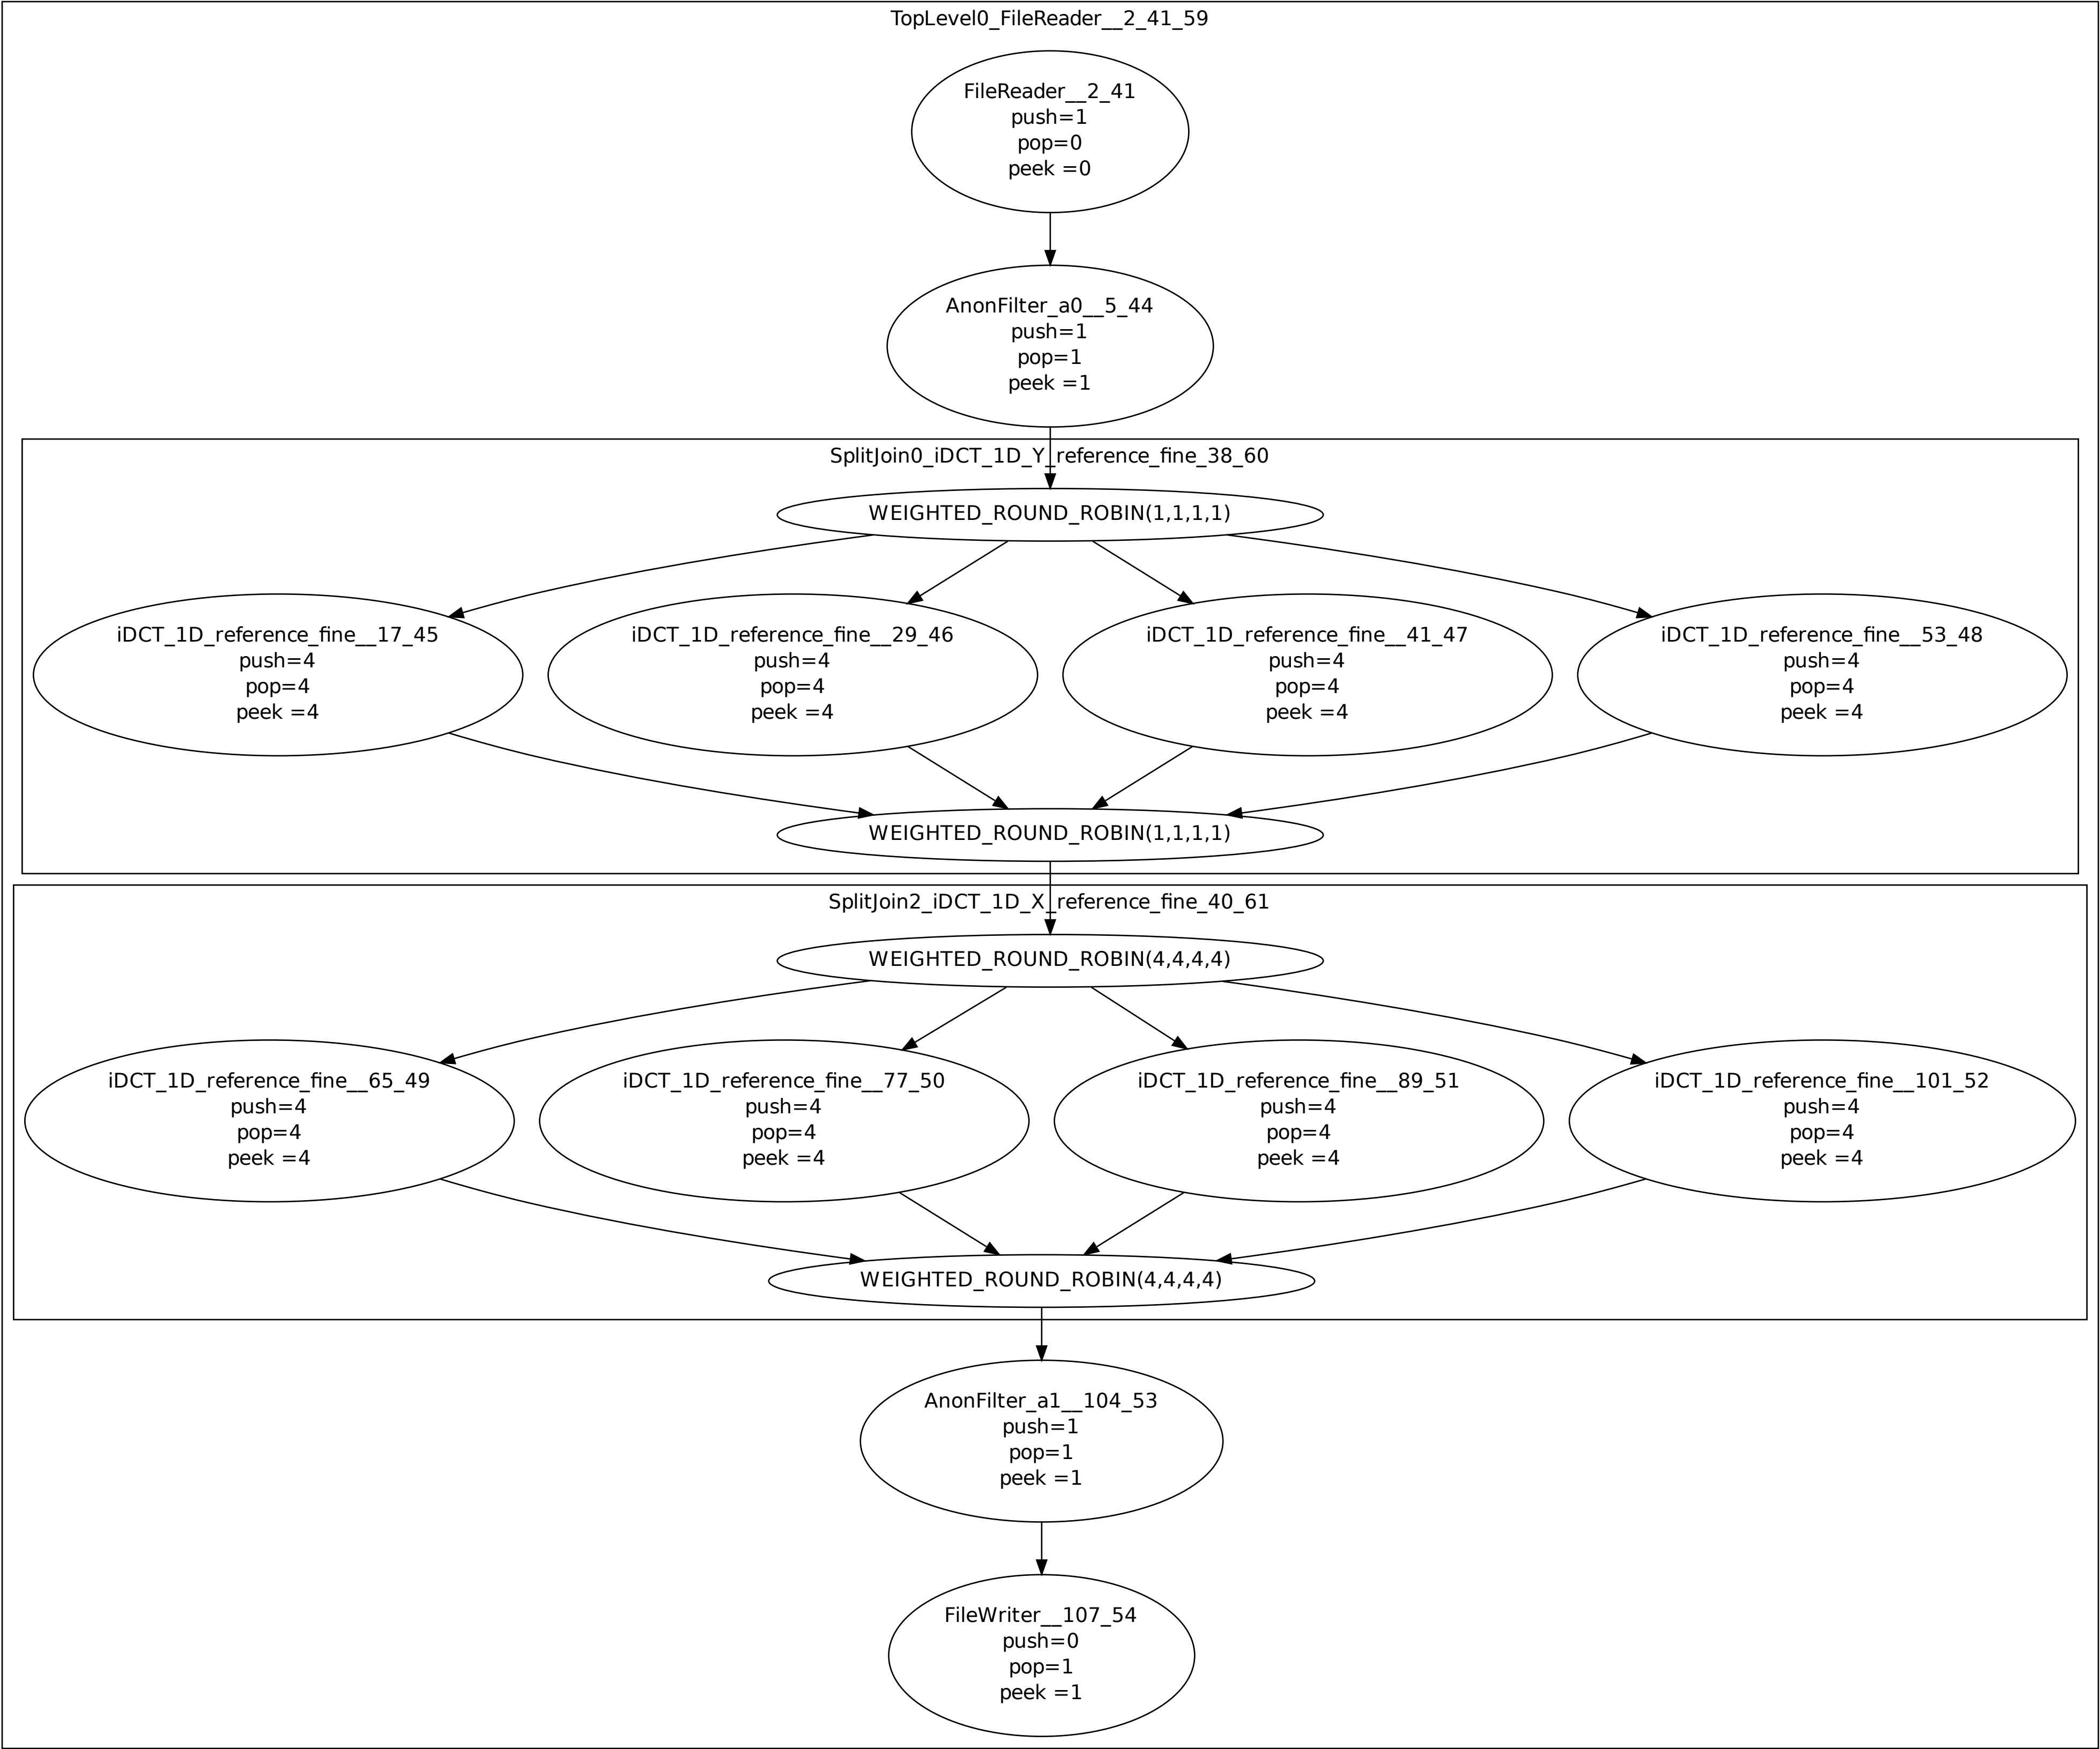 TopLevel0_FileReader__2_41_59
FileReader__2_41
push=1
pop=0
peek =0
AnonFilter_a0__5_44
push=1
pop=1
peek =1
SplitJoin0_iDCT_1D_Y_reference_fine_38_60
WEIGHTED_ROUND_ROBIN(1,1,1,1)
iDCT_1D_reference_fine__17_45
push=4
pop=4
peek =4
iDCT_1D_reference_fine__29_46
push=4
pop=4
peek =4
iDCT_1D_reference_fine__41_47
push=4
pop=4
peek =4
iDCT_1D_reference_fine__53_48
push=4
pop=4
peek =4
WEIGHTED_ROUND_ROBIN(1,1,1,1)
SplitJoin2_iDCT_1D_X_reference_fine_40_61
WEIGHTED_ROUND_ROBIN(4,4,4,4)
iDCT_1D_reference_fine__65_49
push=4
pop=4
peek =4
iDCT_1D_reference_fine__77_50
push=4
pop=4
peek =4
iDCT_1D_reference_fine__89_51
push=4
pop=4
peek =4
iDCT_1D_reference_fine__101_52
push=4
pop=4
peek =4
WEIGHTED_ROUND_ROBIN(4,4,4,4)
AnonFilter_a1__104_53
push=1
pop=1
peek =1
FileWriter__107_54
push=0
pop=1
peek =1